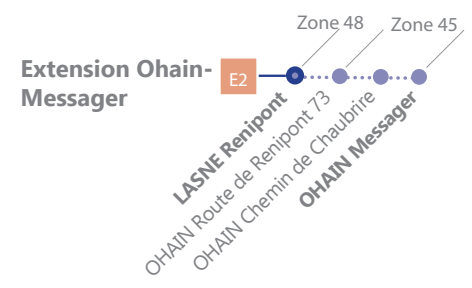 Zone 48
Zone 45
Extension Ohain-
Messager
E2
LASNE Renipont
OHAIN Route de Renipont 73
OHAIN Chemin de Chaubrire
OHAIN Messager